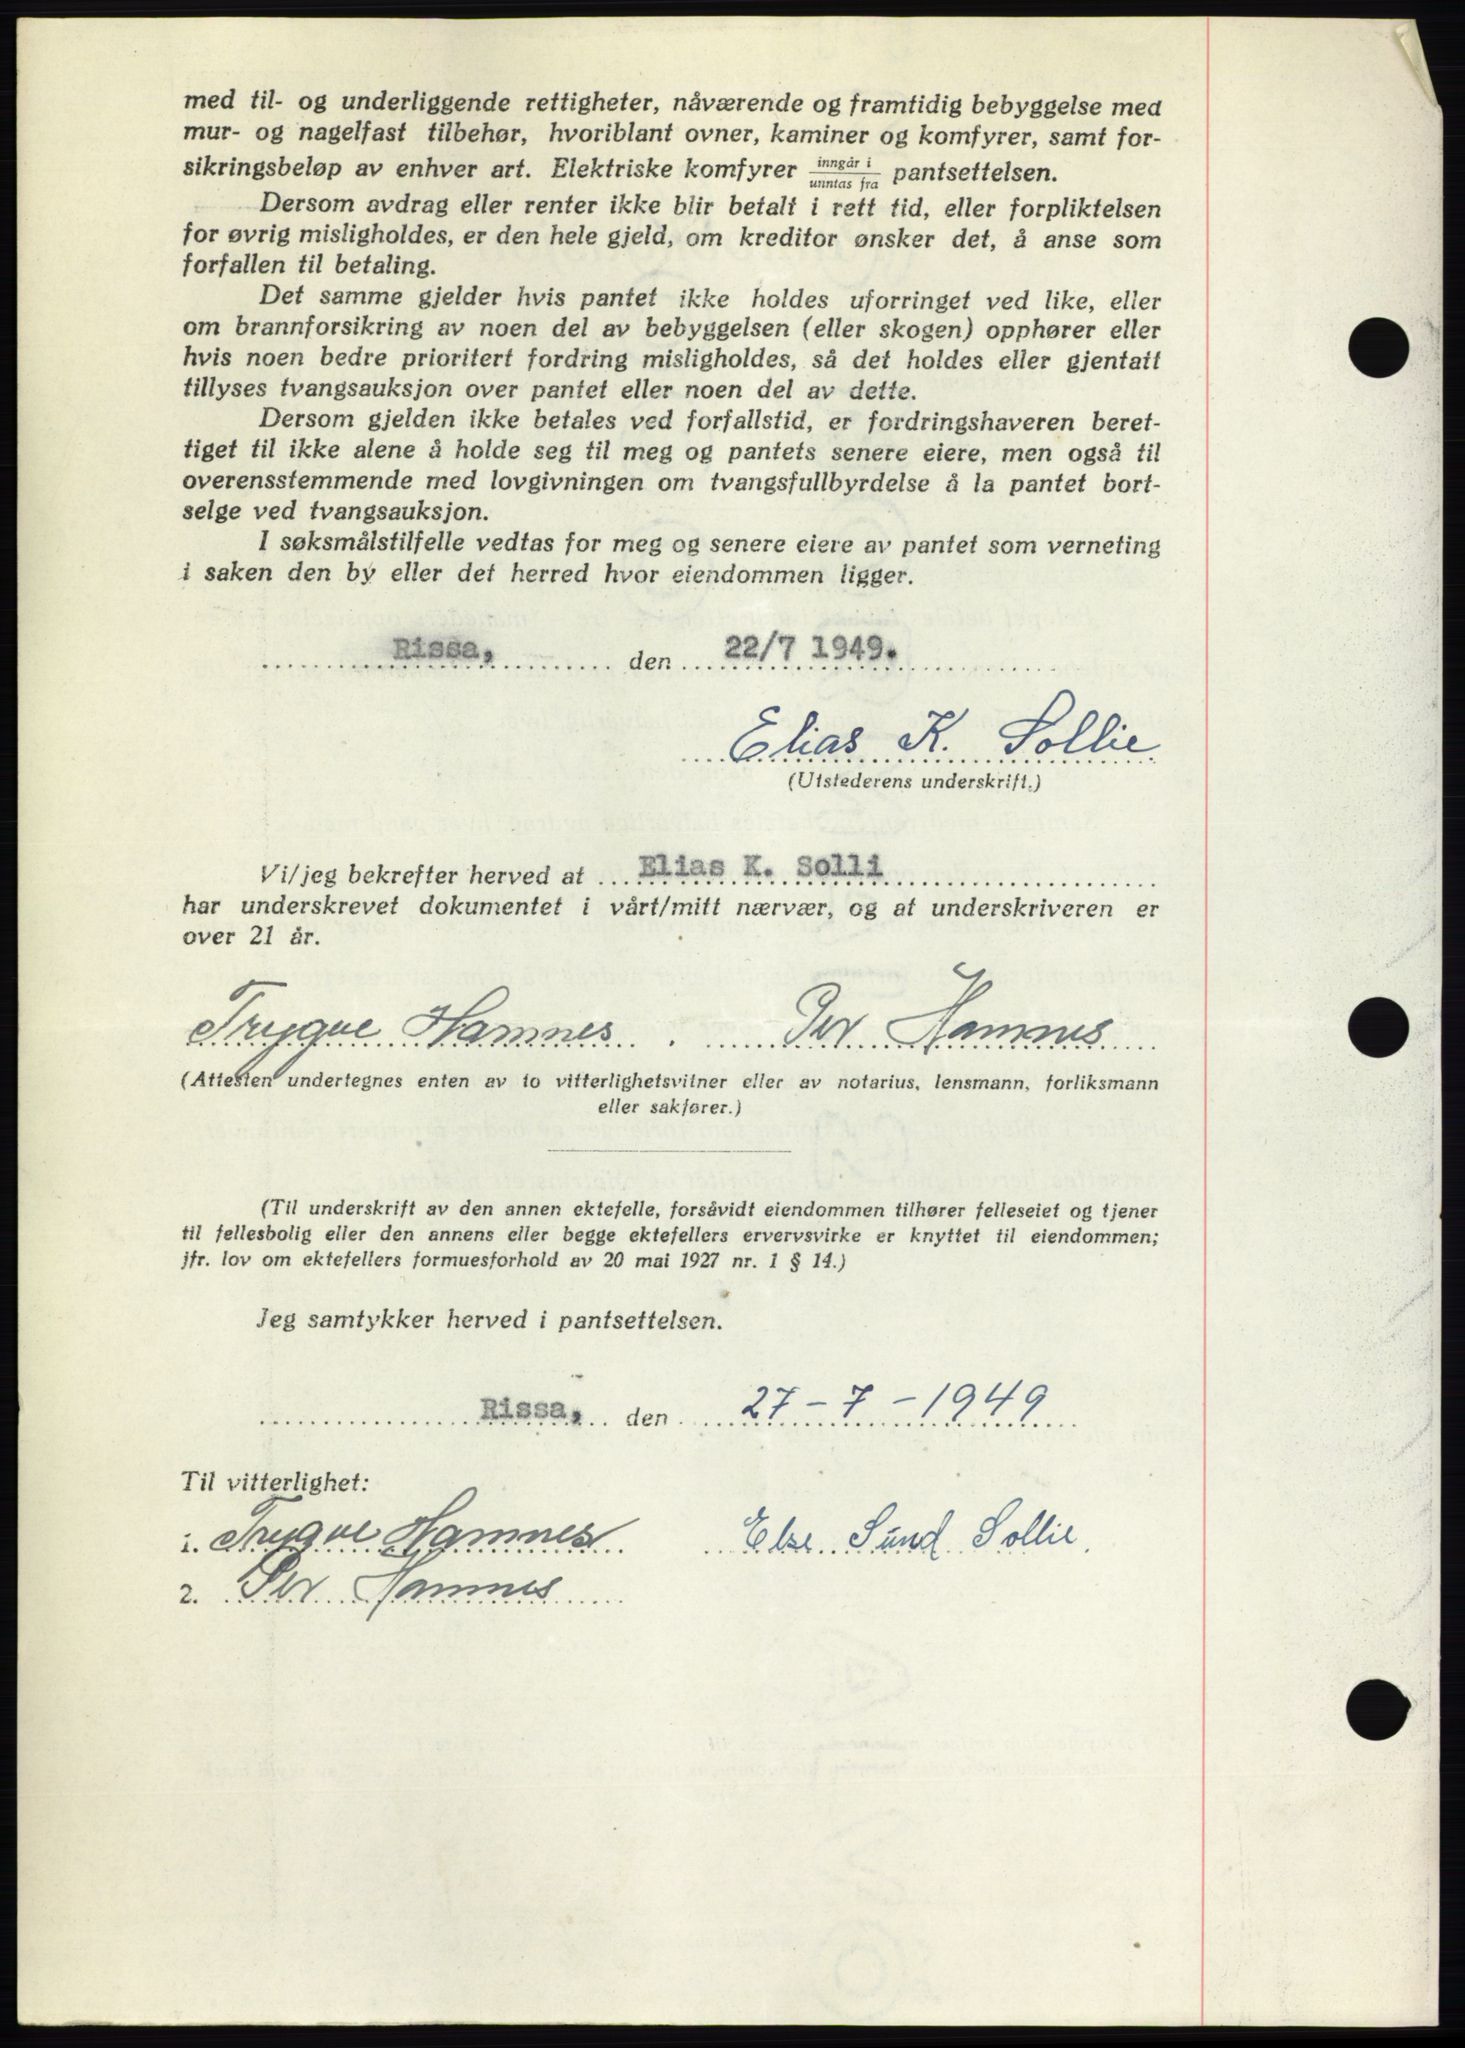 med til- og underliggende rettigheter, nåværende og framtidig bebyggelse med
mur- og nagelfast tilbehør, hvoriblant ovner, kaminer og komfyrer, samt for-
sikringsbeløp av enhver art. Elektriske komfyrer inngår i / unntas fra pantsettelsen.
Dersom avdrag eller renter ikke blir betalt i rett tid, eller forpliktelsen
for øvrig misligholdes, er den hele gjeld, om kreditor ønsker det, å anse som
forfallen til betaling.
Det samme gjelder hvis pantet ikke holdes uforringet ved like, eller
om brannforsikring av noen del av bebyggelsen (eller skogen) opphører eller
hvis noen bedre prioritert fordring misligholdes, så det holdes eller gjentatt
tillyses tvangsauksjon over pantet eller noen del av dette.
Dersom gjelden ikke betales ved forfallstid, er fordringshaveren beret-
tiget til ikke alene å holde seg til meg og pantets senere eiere, men også til
overensstemmende med lovgivningen om tvangsfullbyrdelse å la pantet bort-
selge ved tvangsauksjon.
I søksmålstilfelle vedtas for meg og senere eiere av pantet som verneting
i saken den by eller det herred hvor eiendommen ligger.
Rissa, den 22/7 1949.
Elias K. Sollie
(Utstederens underskrift.)
Vi/jeg bekrefter herved at Elias K. Solli
har underskrevet dokumentet i vårt/mitt nærvær, og at underskriveren er
over 21 år.
Trygve Hamnes. Per Hamnes
(Attesten undertegnes enten av to vitterlighetsvitner eller av notarius, lensmann, forliksmann
eller sakfører.)
(Til underskrift av den annen ektefelle, forsåvidt eiendommen tilhører felleseiet og tjener
til fellesbolig eller den annens eller begge ektefellers ervervsvirke er knyttet til eiendommen;
jfr. lov om ektefellers formuesforhold av 20 mai 1927 nr. 1 § 14.)
Jeg samtykker herved i pantsettelsen.
Rissa, den 27-7-1949
Til vitterlighet:
1. Trygve Hamnes Else Sund Sollie
2. Per Hamnes